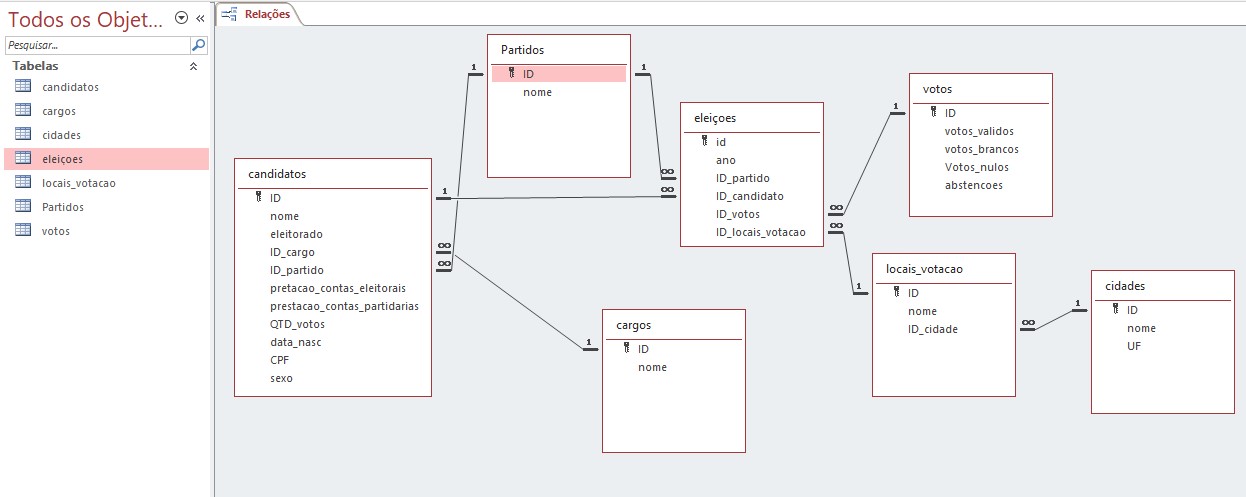 Todos os Objet...
«
Pesquisar...
Tabelas
candidatos
cargos
cidades
eleiçoes
locais_votacao
Partidos
votos
Relações
Partidos
ID
nome
candidatos
ID
nome
eleitorado
ID_cargo
ID_partido
pretacao_contas_eleitorais
prestacao_contas_partidarias
QTD_votos
data_nasc
CPF
sexo
eleiçoes
id
ano
ID_partido
ID_candidato
ID_votos
ID_locais_votacao
cargos
ID
nome
votos
ID
votos_validos
votos_brancos
Votos_nulos
abstencoes
locais_votacao
ID
nome
ID_cidade
cidades
ID
nome
UF
1
1
1
1
1
1
1
∞
∞
∞
∞
∞
∞
∞